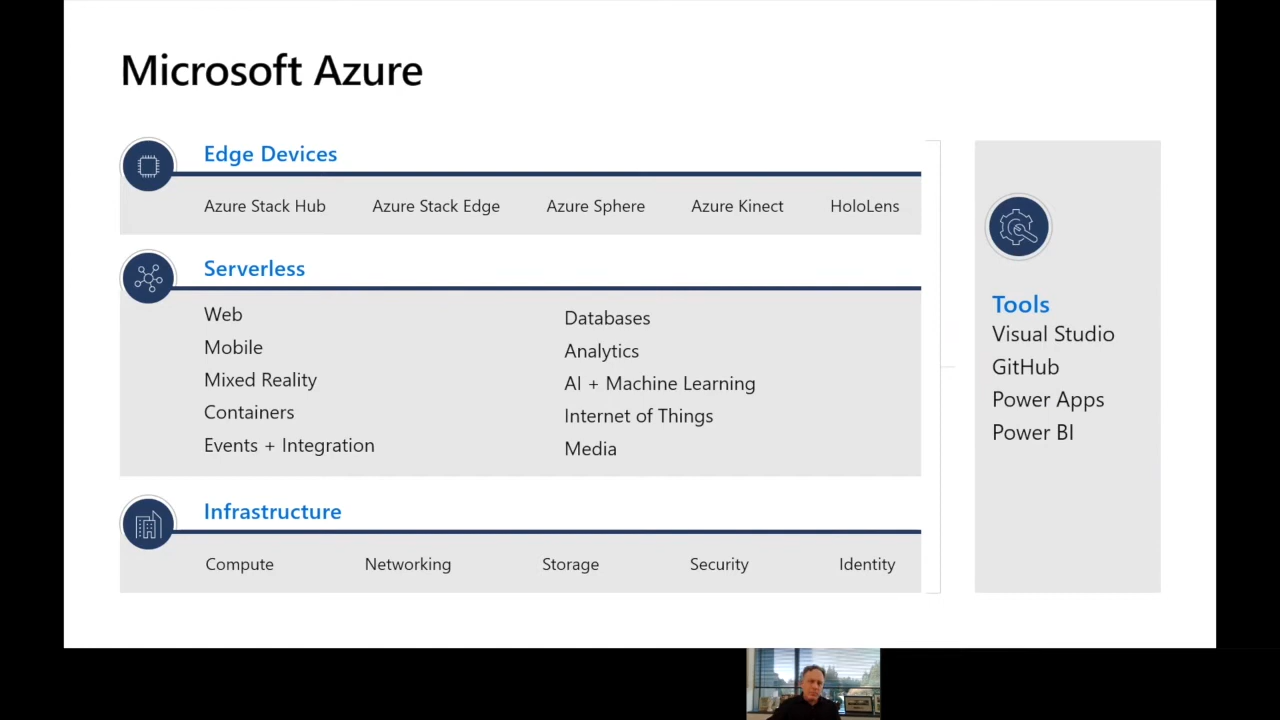 Microsoft Azure
Edge Devices
Azure Stack Hub Azure Stack Edge Azure Sphere Azure Kinect HoloLens
Serverless
Web
Mobile
Mixed Reality
Containers
Events + Integration
Databases
Analytics
AI + Machine Learning
Internet of Things
Media
Infrastructure
Compute Networking Storage Security Identity
Tools
Visual Studio
GitHub
Power Apps
Power BI